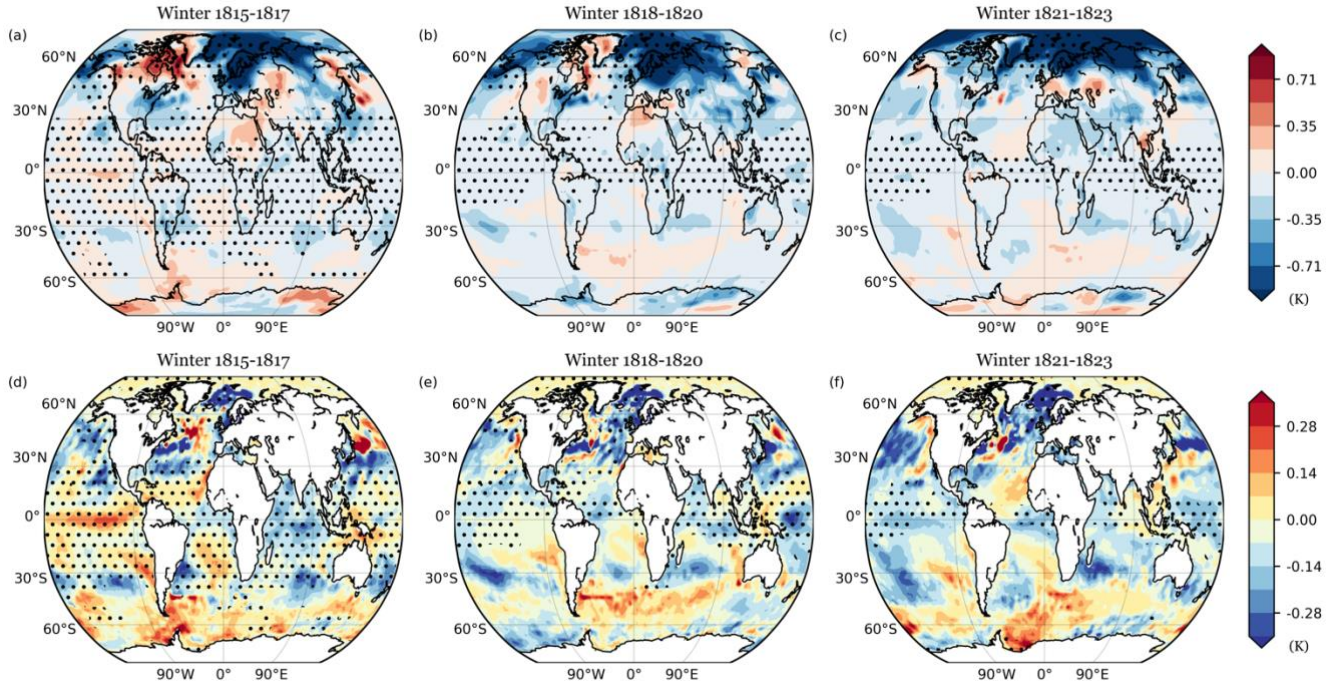 Winter 1815-1817 Winter 1818-1820 Winter 1821-1823
(a) (b) (c)
60°N 60°N 60°N
0.71
30°N 30°N 30°N
0.35
0° 0° 0°
0.00
-0.35
30°S 30°S 30°S
-0.71
60°S 60°S 60°S
(K)
90°W 0° 90°E 90°W 0° 90°E 90°W 0° 90°E
Winter 1815-1817 Winter 1818-1820 Winter 1821-1823
(d) (e) (f)
60°N 60°N 60°N
0.28
30°N 30°N 30°N
0.14
0° 0° 0°
0.00
-0.14
30°S 30°S 30°S
-0.28
60°S 60°S 60°S
(K)
90°W 0° 90°E 90°W 0° 90°E 90°W 0° 90°E